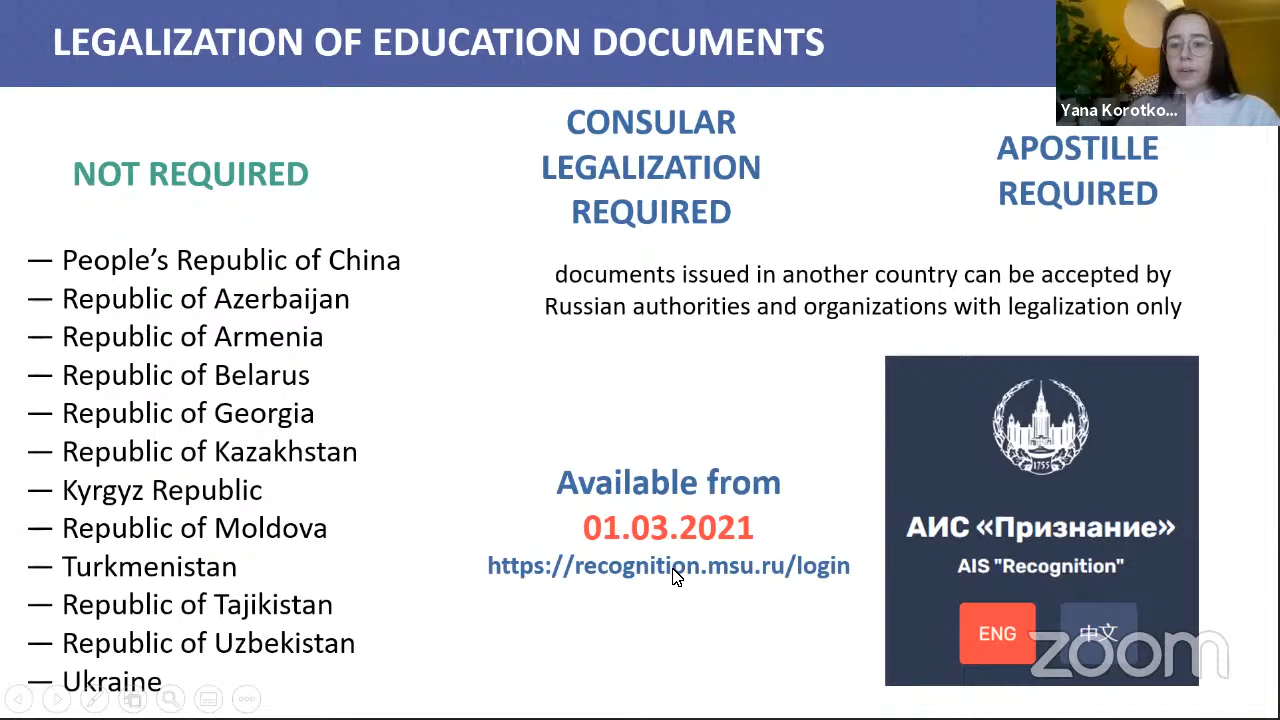 LEGALIZATION OF EDUCATION DOCUMENTS
Yana Korotko...
NOT REQUIRED
— People’s Republic of China
— Republic of Azerbaijan
— Republic of Armenia
— Republic of Belarus
— Republic of Georgia
— Republic of Kazakhstan
— Kyrgyz Republic
— Republic of Moldova
— Turkmenistan
— Republic of Tajikistan
— Republic of Uzbekistan
— Ukraine
CONSULAR
LEGALIZATION
REQUIRED
APOSTILLE
REQUIRED
documents issued in another country can be accepted by
Russian authorities and organizations with legalization only
Available from
01.03.2021
https://recognition.msu.ru/login
1755
АИС «Признание»
AIS "Recognition"
ENG
中文
zoom